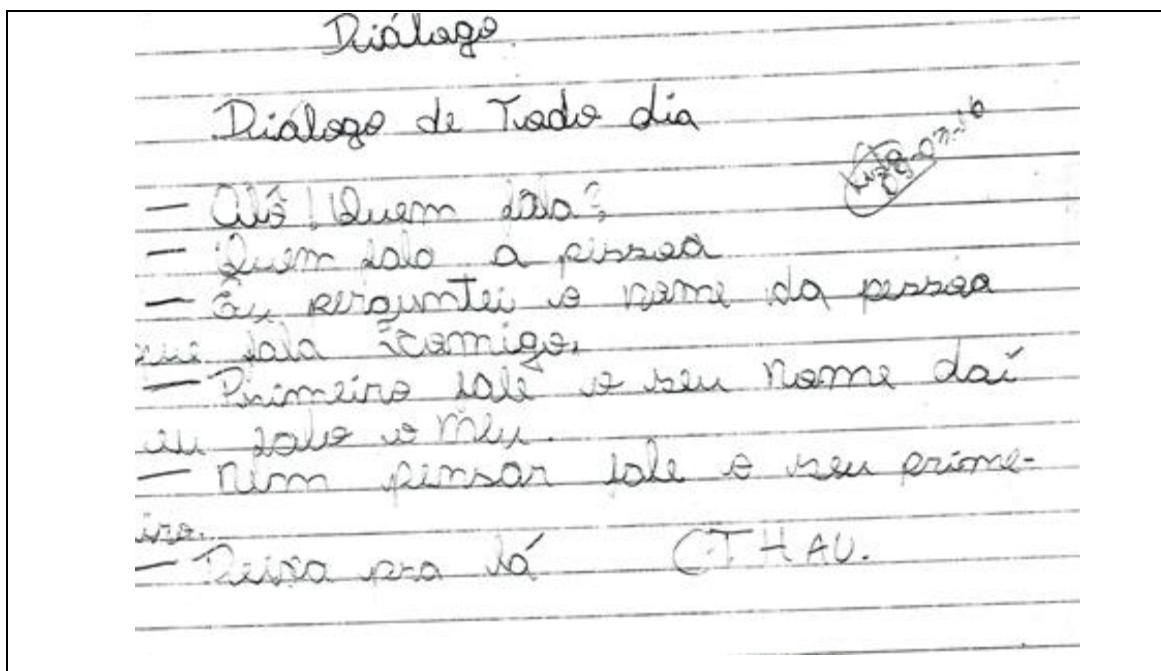 Diálogo
Diálogo de Todo dia
— Alô! Quem fala?
— Quem fala a pessoa
— Eu perguntei o nome da pessoa
que fala comigo.
— Primeiro fale o seu nome daí
eu falo o meu.
— Nem pensar fale o seu prime-
iro.
— Deixa pra lá CTHAU.